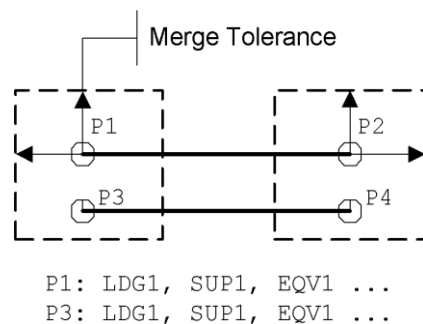 Merge Tolerance
P1
P2
P3
P4
P1: LDG1, SUP1, EQV1 ...
P3: LDG1, SUP1, EQV1 ...